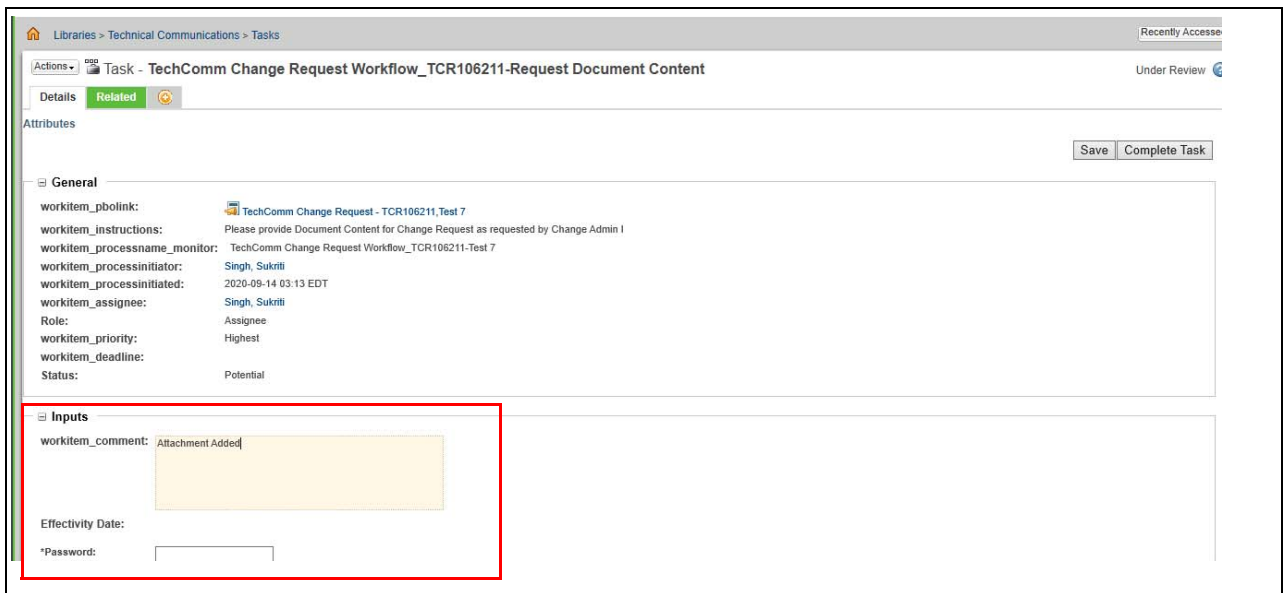 Libraries > Technical Communications > Tasks
Recently Accessed
Actions
Task - TechComm Change Request Workflow_TCR106211-Request Document Content
Under Review
Details Related
Attributes
Save Complete Task
General
workitem_pbolink: TechComm Change Request - TCR106211,Test 7
workitem_instructions: Please provide Document Content for Change Request as requested by Change Admin I
workitem_processname_monitor: TechComm Change Request Workflow_TCR106211-Test 7
workitem_processinitiator: Singh, Sukriti
workitem_processinitiated: 2020-09-14 03:13 EDT
workitem_assignee: Singh, Sukriti
Role: Assignee
workitem_priority: Highest
workitem_deadline:
Status: Potential
Inputs
workitem_comment: Attachment Added
Effectivity Date:
*Password: